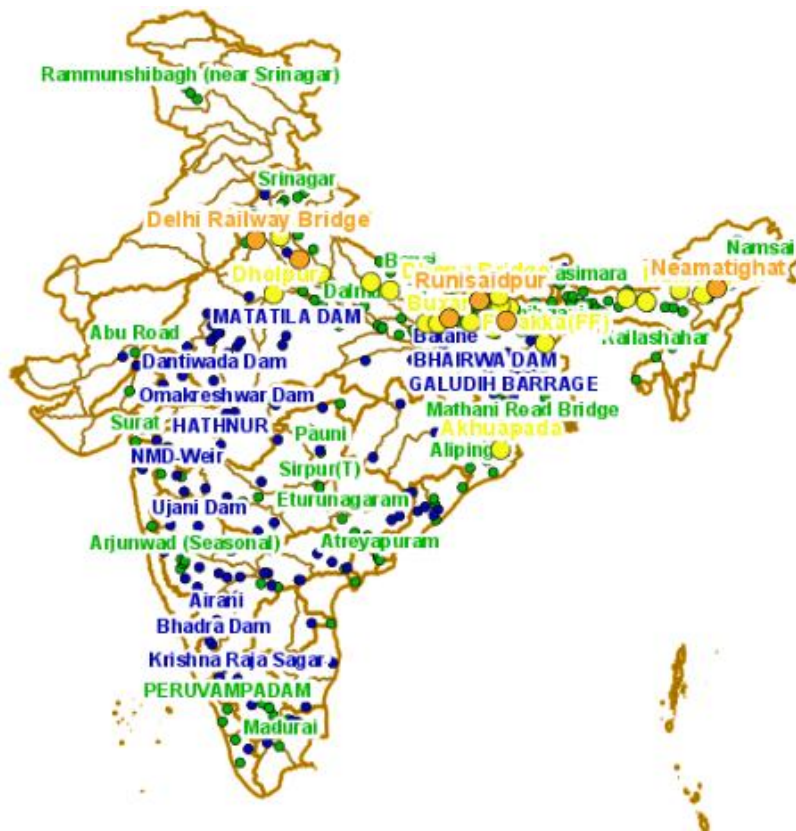 Rammunshibagh (near Srinagar)
Srinagar
Delhi Railway Bridge
Namsai
Neamatighat
Runisaidpur
Dholpur
MATATILA DAM
Abu Road
Kailashahar
Balane
Dantiwada Dam
BHAIRWA DAM
Omakreshwar Dam
GALUDIH BARRAGE
Surat
HATHNUR
Mathani Road Bridge
Pauni
Akhuapada
NMD-Weir
Sirpur(T)
Aliping
Ujani Dam
Eturunagaram
Arjunwad (Seasonal)
Atreyapuram
Airani
Bhadra Dam
Krishna Raja Sagar
PERUVAMPADAM
Madurai